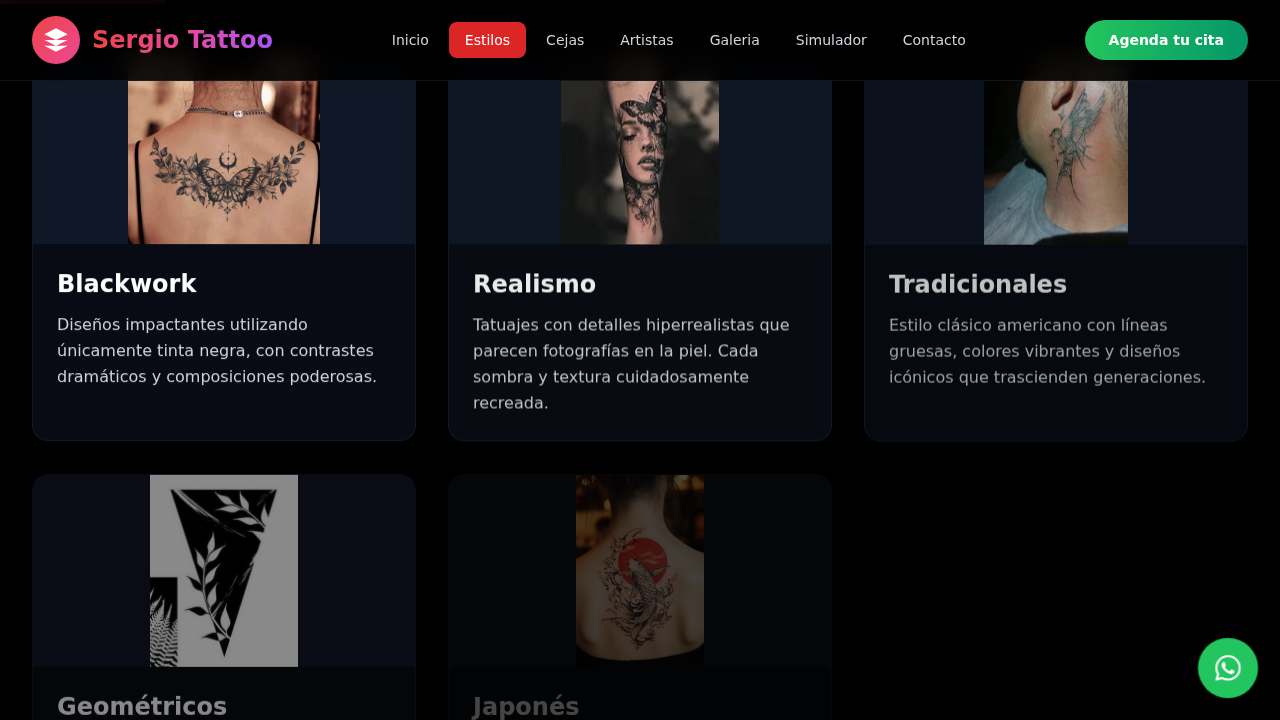 Sergio Tattoo
Inicio
Estilos
Cejas
Artistas
Galeria
Simulador
Contacto
Agenda tu cita
Blackwork
Diseños impactantes utilizando
únicamente tinta negra, con contrastes
dramáticos y composiciones poderosas.
Realismo
Tatuajes con detalles hiperrealistas que
parecen fotografías en la piel. Cada
sombra y textura cuidadosamente
recreada.
Tradicionales
Estilo clásico americano con líneas
gruesas, colores vibrantes y diseños
icónicos que trascienden generaciones.
Geométricos
Japonés